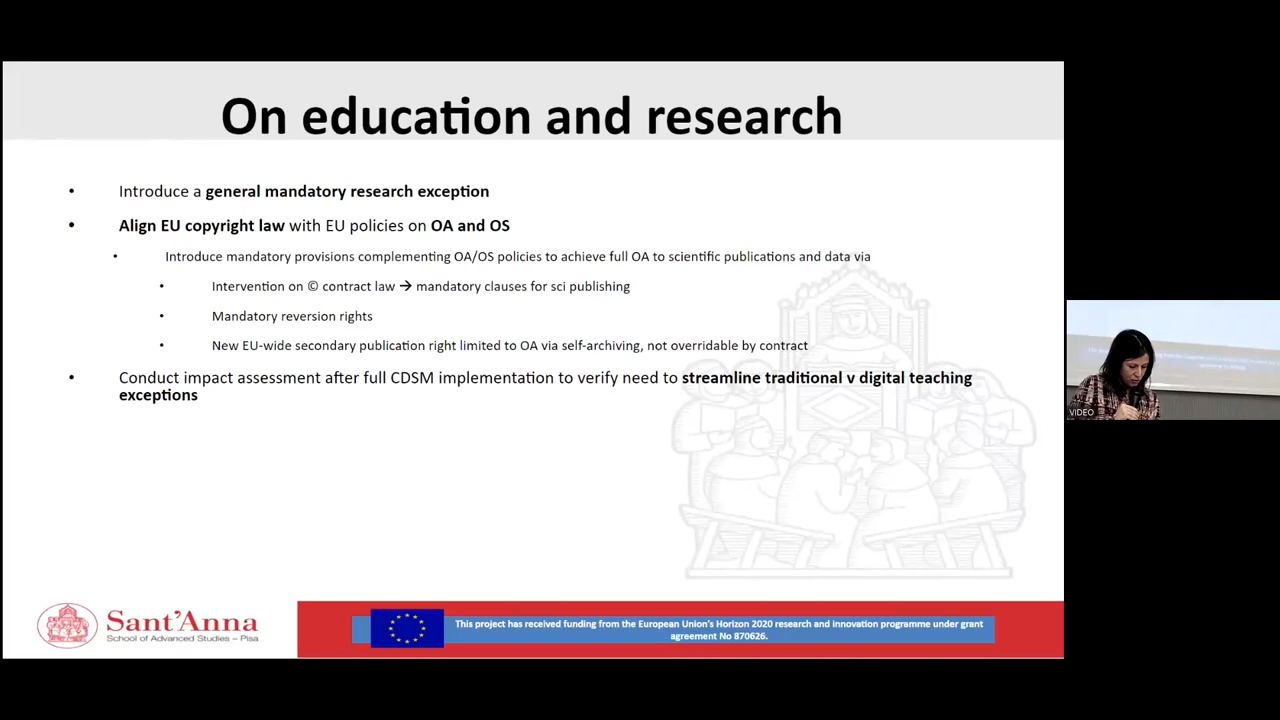 On education and research
• Introduce a general mandatory research exception
• Align EU copyright law with EU policies on OA and OS
• Introduce mandatory provisions complementing OA/OS policies to achieve full OA to scientific publications and data via
• Intervention on © contract law → mandatory clauses for sci publishing
• Mandatory reversion rights
• New EU-wide secondary publication right limited to OA via self-archiving, not overridable by contract
• Conduct impact assessment after full CDSM implementation to verify need to streamline traditional v digital teaching
exceptions
VIDEO
Sant'Anna
School of Advanced Studies – Pisa
This project has received funding from the European Union's Horizon 2020 research and innovation programme under grant
agreement No 870626.